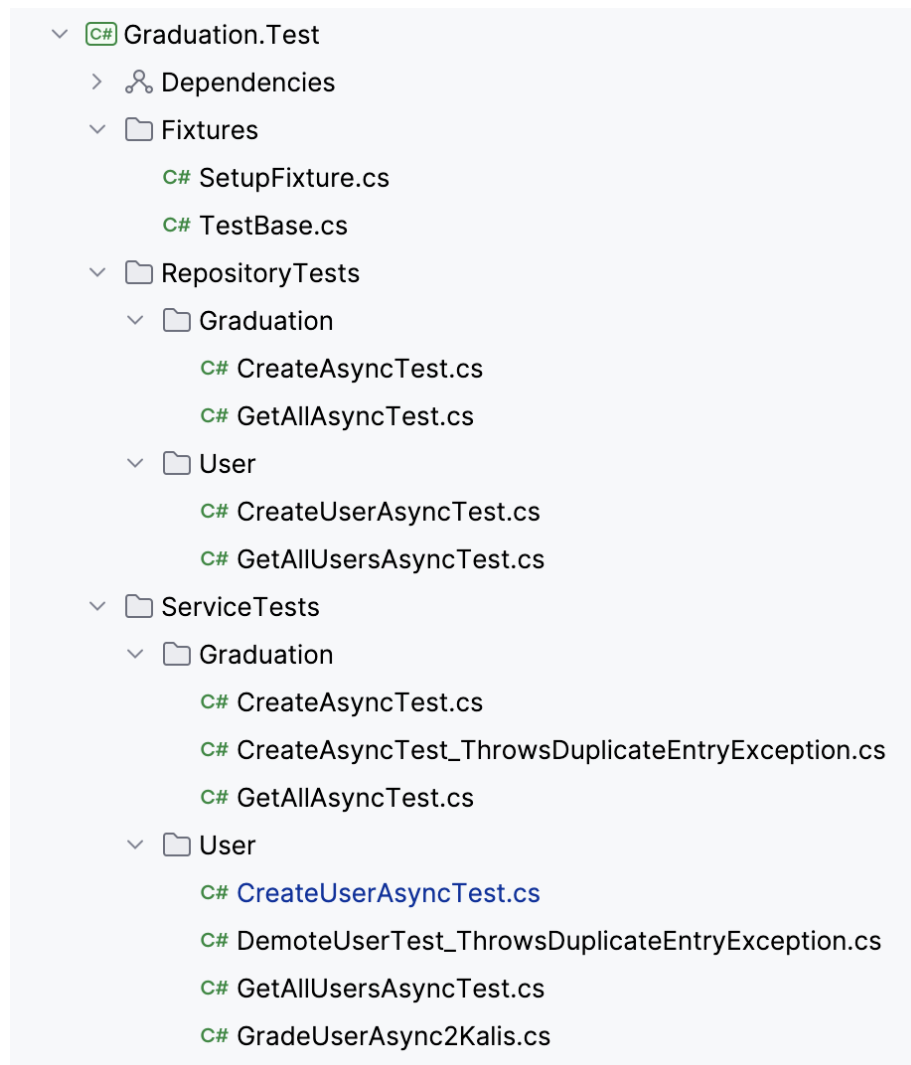 C# Graduation.Test
Dependencies
Fixtures
C# SetupFixture.cs
C# TestBase.cs
RepositoryTests
Graduation
C# CreateAsyncTest.cs
C# GetAllAsyncTest.cs
User
C# CreateUserAsyncTest.cs
C# GetAllUsersAsyncTest.cs
ServiceTests
Graduation
C# CreateAsyncTest.cs
C# CreateAsyncTest_ThrowsDuplicateEntryException.cs
C# GetAllAsyncTest.cs
User
C# CreateUserAsyncTest.cs
C# DemoteUserTest_ThrowsDuplicateEntryException.cs
C# GetAllUsersAsyncTest.cs
C# GradeUserAsync2Kalis.cs